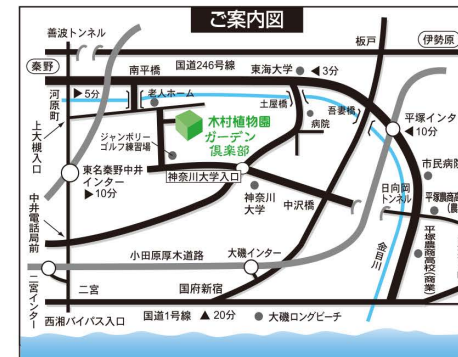 ご案内図
善波トンネル
板戸
伊勢原
秦野
南平橋
国道246号線
東海大学
◀3分
▶5分
老人ホーム
河原町
土屋橋
吾妻橋
病院
平塚インター
◀10分
木村植物園
ガーデン
倶楽部
ジャンボリー
ゴルフ練習場
上大槻入口
東名秦野中井
インター
▶10分
神奈川大学入口
神奈川
大学
中沢橋
市民病院
日向岡
トンネル
平塚農商高校
(農
中井電話局前
小田原厚木道路
大磯インター
金目川
平塚農商高校(商業)
二宮インター
二宮
国府新宿
西湘バイパス入口
国道1号線
▲20分
大磯ロングビーチ